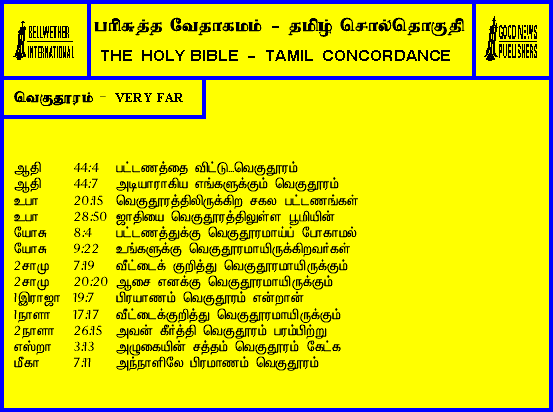 BELLWETHER
INTERNATIONAL
பரிசுத்த வேதாகமம் - தமிழ் சொல்தொகுதி
THE HOLY BIBLE - TAMIL CONCORDANCE
GOOD NEWS
PUBLISHERS
வெகுதூரம் - VERY FAR
ஆதி 44:4 பட்டணத்தை விட்டு...வெகுதூரம்
ஆதி 44:7 அடியாராகிய எங்களுக்கும் வெகுதூரம்
உபா 20:15 வெகுதூரத்திலிருக்கிற சகல பட்டணங்கள்
உபா 28:50 ஜாதியை வெகுதூரத்திலுள்ள பூமியின்
யோசு 8:4 பட்டணத்துக்கு வெகுதூரமாய்ப் போகாமல்
யோசு 9:22 உங்களுக்கு வெகுதூரமாயிருக்கிறவர்கள்
2சாமு 7:19 வீட்டைக் குறித்து வெகுதூரமாயிருக்கும்
2சாமு 20:20 ஆசை எனக்கு வெகுதூரமாயிருக்கும்
1இராஜா 19:7 பிரயாணம் வெகுதூரம் என்றான்
1நாளா 17:17 வீட்டைக்குறித்து வெகுதூரமாயிருக்கும்
2நாளா 26:15 அவன் கீர்த்தி வெகுதூரம் பரம்பிற்று
எஸ்றா 3:13 அழுகையின் சத்தம் வெகுதூரம் கேட்க
மீகா 7:11 அந்நாளிலே பிரமாணம் வெகுதூரம்